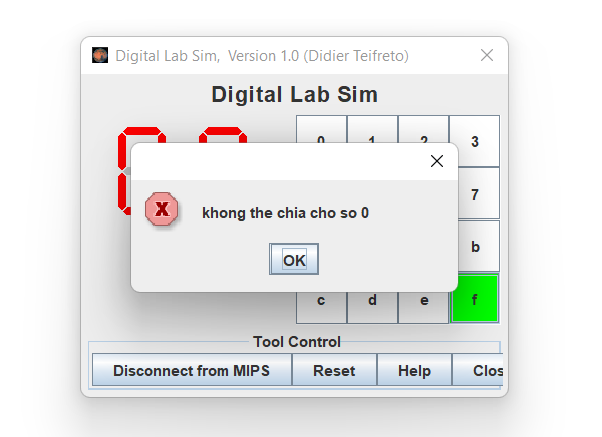 Digital Lab Sim, Version 1.0 (Didier Teifreto)
Digital Lab Sim
0 1 2 3
khong the chia cho so 0
7
OK
b
c d e f
Tool Control
Disconnect from MIPS Reset Help Clos